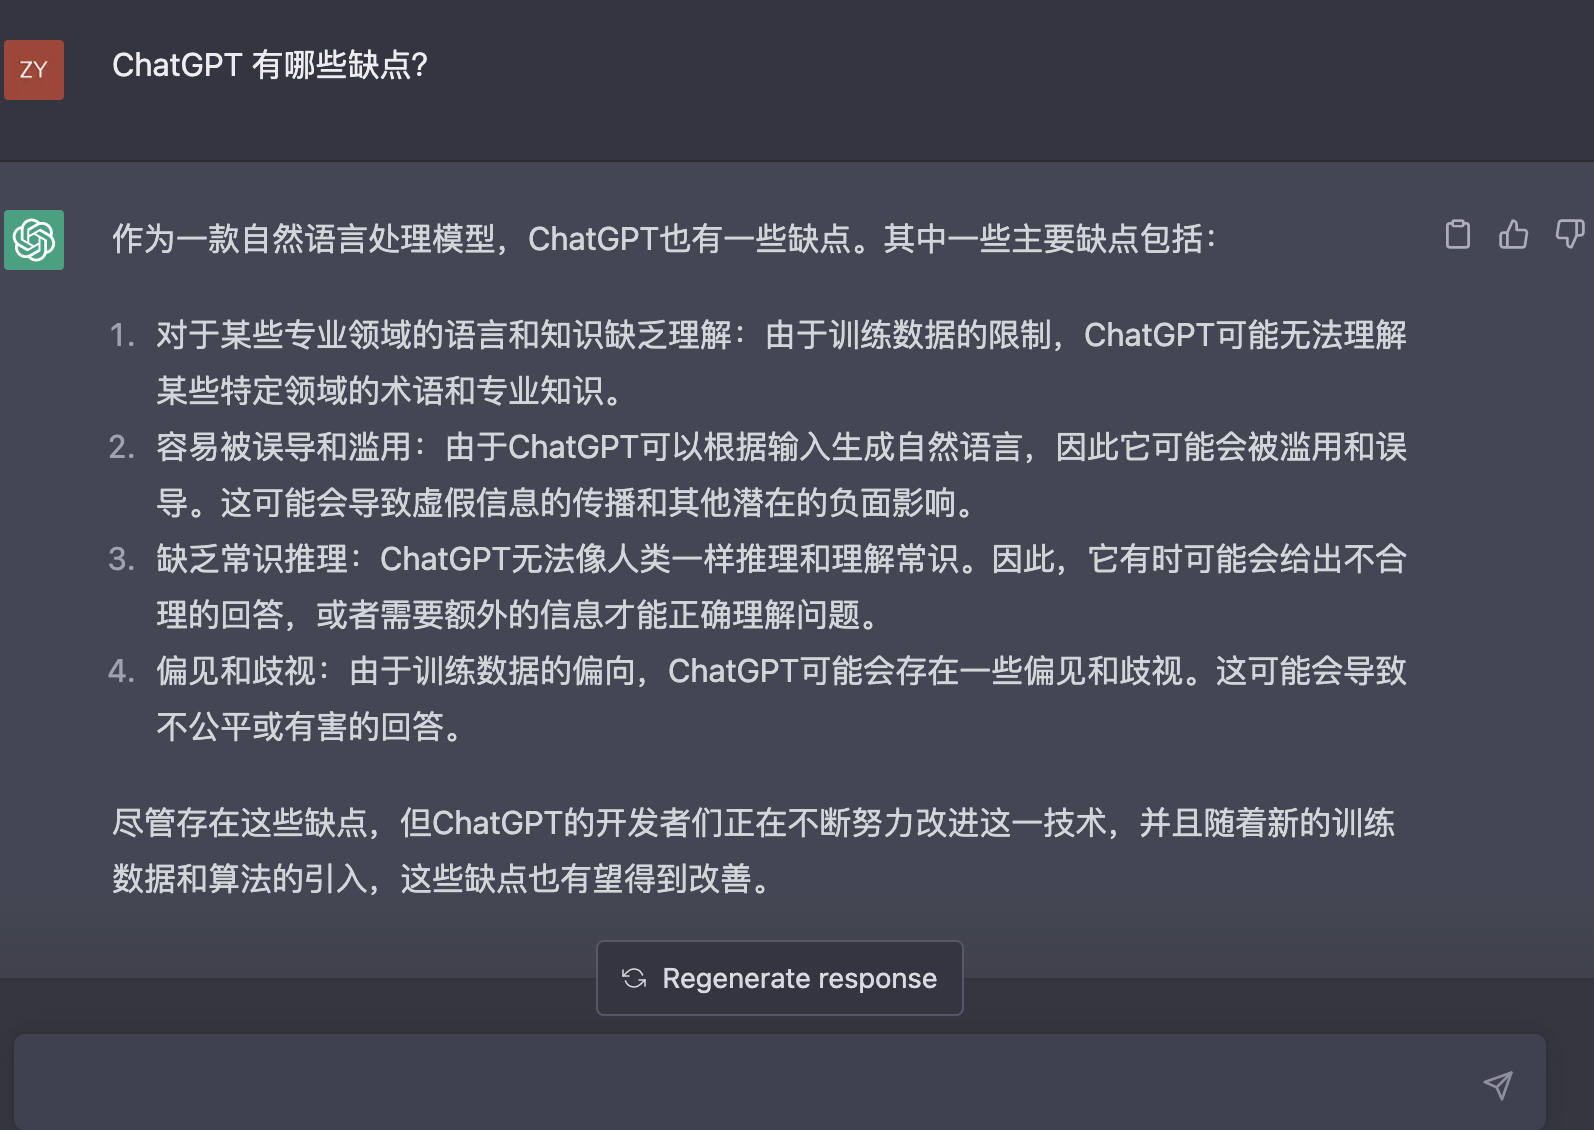 ZY
ChatGPT 有哪些缺点?
作为一款自然语言处理模型，ChatGPT也有一些缺点。其中一些主要缺点包括：
1. 对于某些专业领域的语言和知识缺乏理解：由于训练数据的限制，ChatGPT可能无法理解
某些特定领域的术语和专业知识。
2. 容易被误导和滥用：由于ChatGPT可以根据输入生成自然语言，因此它可能会被滥用和误
导。这可能会导致虚假信息的传播和其他潜在的负面影响。
3. 缺乏常识推理：ChatGPT无法像人类一样推理和理解常识。因此，它有时可能会给出不合
理的回答，或者需要额外的信息才能正确理解问题。
4. 偏见和歧视：由于训练数据的偏向，ChatGPT可能会存在一些偏见和歧视。这可能会导致
不公平或有害的回答。
尽管存在这些缺点，但ChatGPT的开发者们正在不断努力改进这一技术，并且随着新的训练
数据和算法的引入，这些缺点也有望得到改善。
Regenerate response